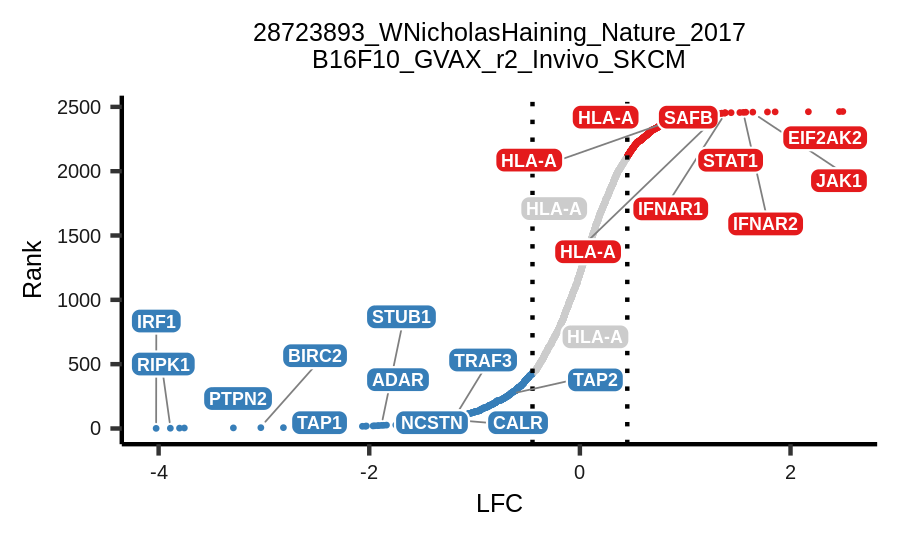 28723893_WNicholasHaining_Nature_2017
B16F10_GVAX_r2_Invivo_SKCM
2500
HLA-A
SAFB
EIF2AK2
HLA-A
STAT1
2000
JAK1
HLA-A
IFNAR1
IFNAR2
1500
HLA-A
Rank
1000
IRF1
STUB1
HLA-A
RIPK1
BIRC2
TRAF3
500
ADAR
TAP2
PTPN2
TAP1
NCSTN
CALR
0
-4
-2
0
2
LFC